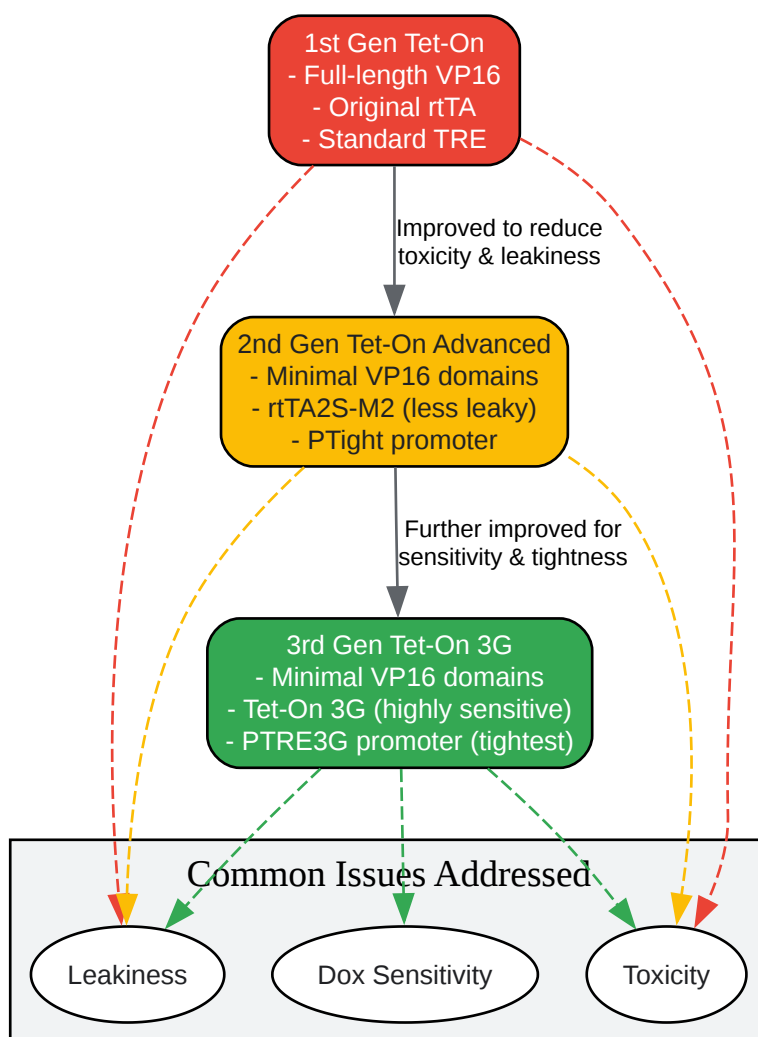 1st Gen Tet-On
- Full-length VP16
- Original rtTA
- Standard TRE
Improved to reduce
toxicity & leakiness
2nd Gen Tet-On Advanced
- Minimal VP16 domains
- rtTA2S-M2 (less leaky)
- PTight promoter
Further improved for
sensitivity & tightness
3rd Gen Tet-On 3G
- Minimal VP16 domains
- Tet-On 3G (highly sensitive)
- PTRE3G promoter (tightest)
Common Issues Addressed
Leakiness
Dox Sensitivity
Toxicity